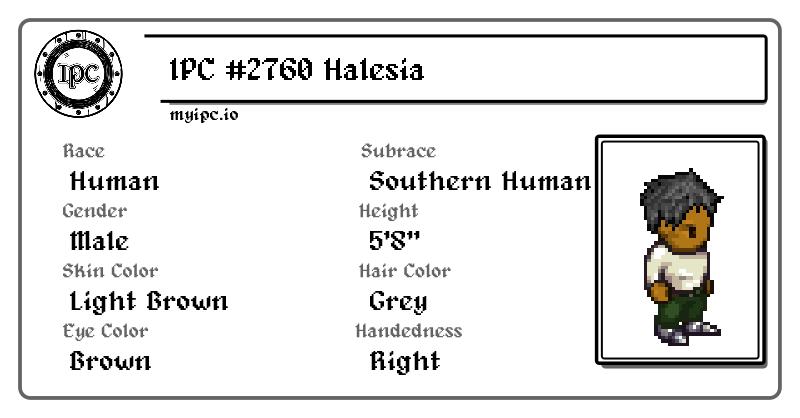 IPC
IPC #2760 Halesia
myipc.io
Race
Human
Subrace
Southern Human
Gender
Male
Height
5'8"
Skin Color
Light Brown
Hair Color
Grey
Eye Color
Brown
Handedness
Right